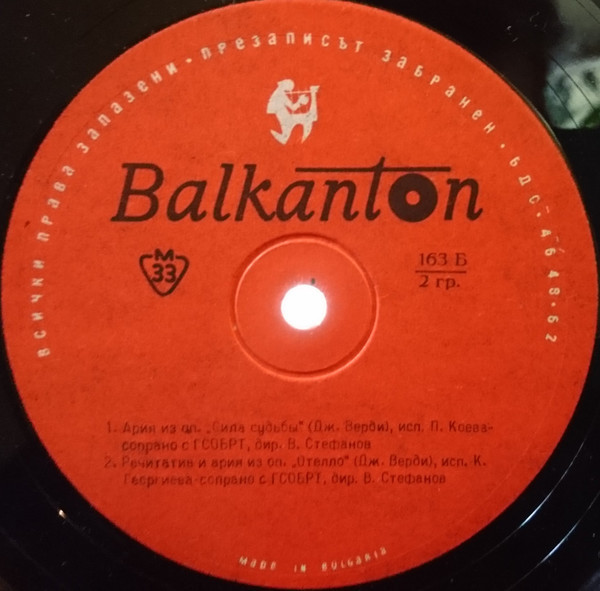 всички права запазени · презаписът забранен · бдс · 4648-62
Balkanton
M
33
163 Б
2 гр.
1. Ария из оп. „Сила судьбы" (Дж. Верди), исп. П. Коева-
сопрано с ГСОБРТ, дир. В. Стефанов
2. Речитатив и ария из оп. „Отелло" (Дж. Верди), исп. К.
Георгиева-сопрано с ГСОБРТ, дир. В. Стефанов
MADE IN BULGARIA